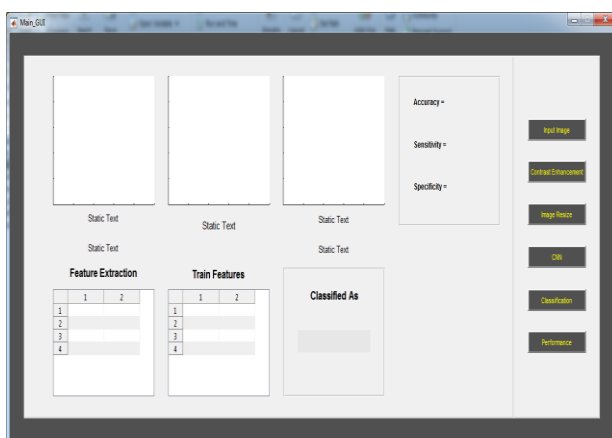 Main_GUI
Accuracy =
Sensitivity =
Specificity =
Static Text
Static Text
Static Text
Static Text
Static Text
Feature Extraction
Train Features
Classified As
1 2
1
2
3
4
1 2
1
2
3
4
Input Image
Contrast Enhancement
Image Resize
CNN
Classification
Performance